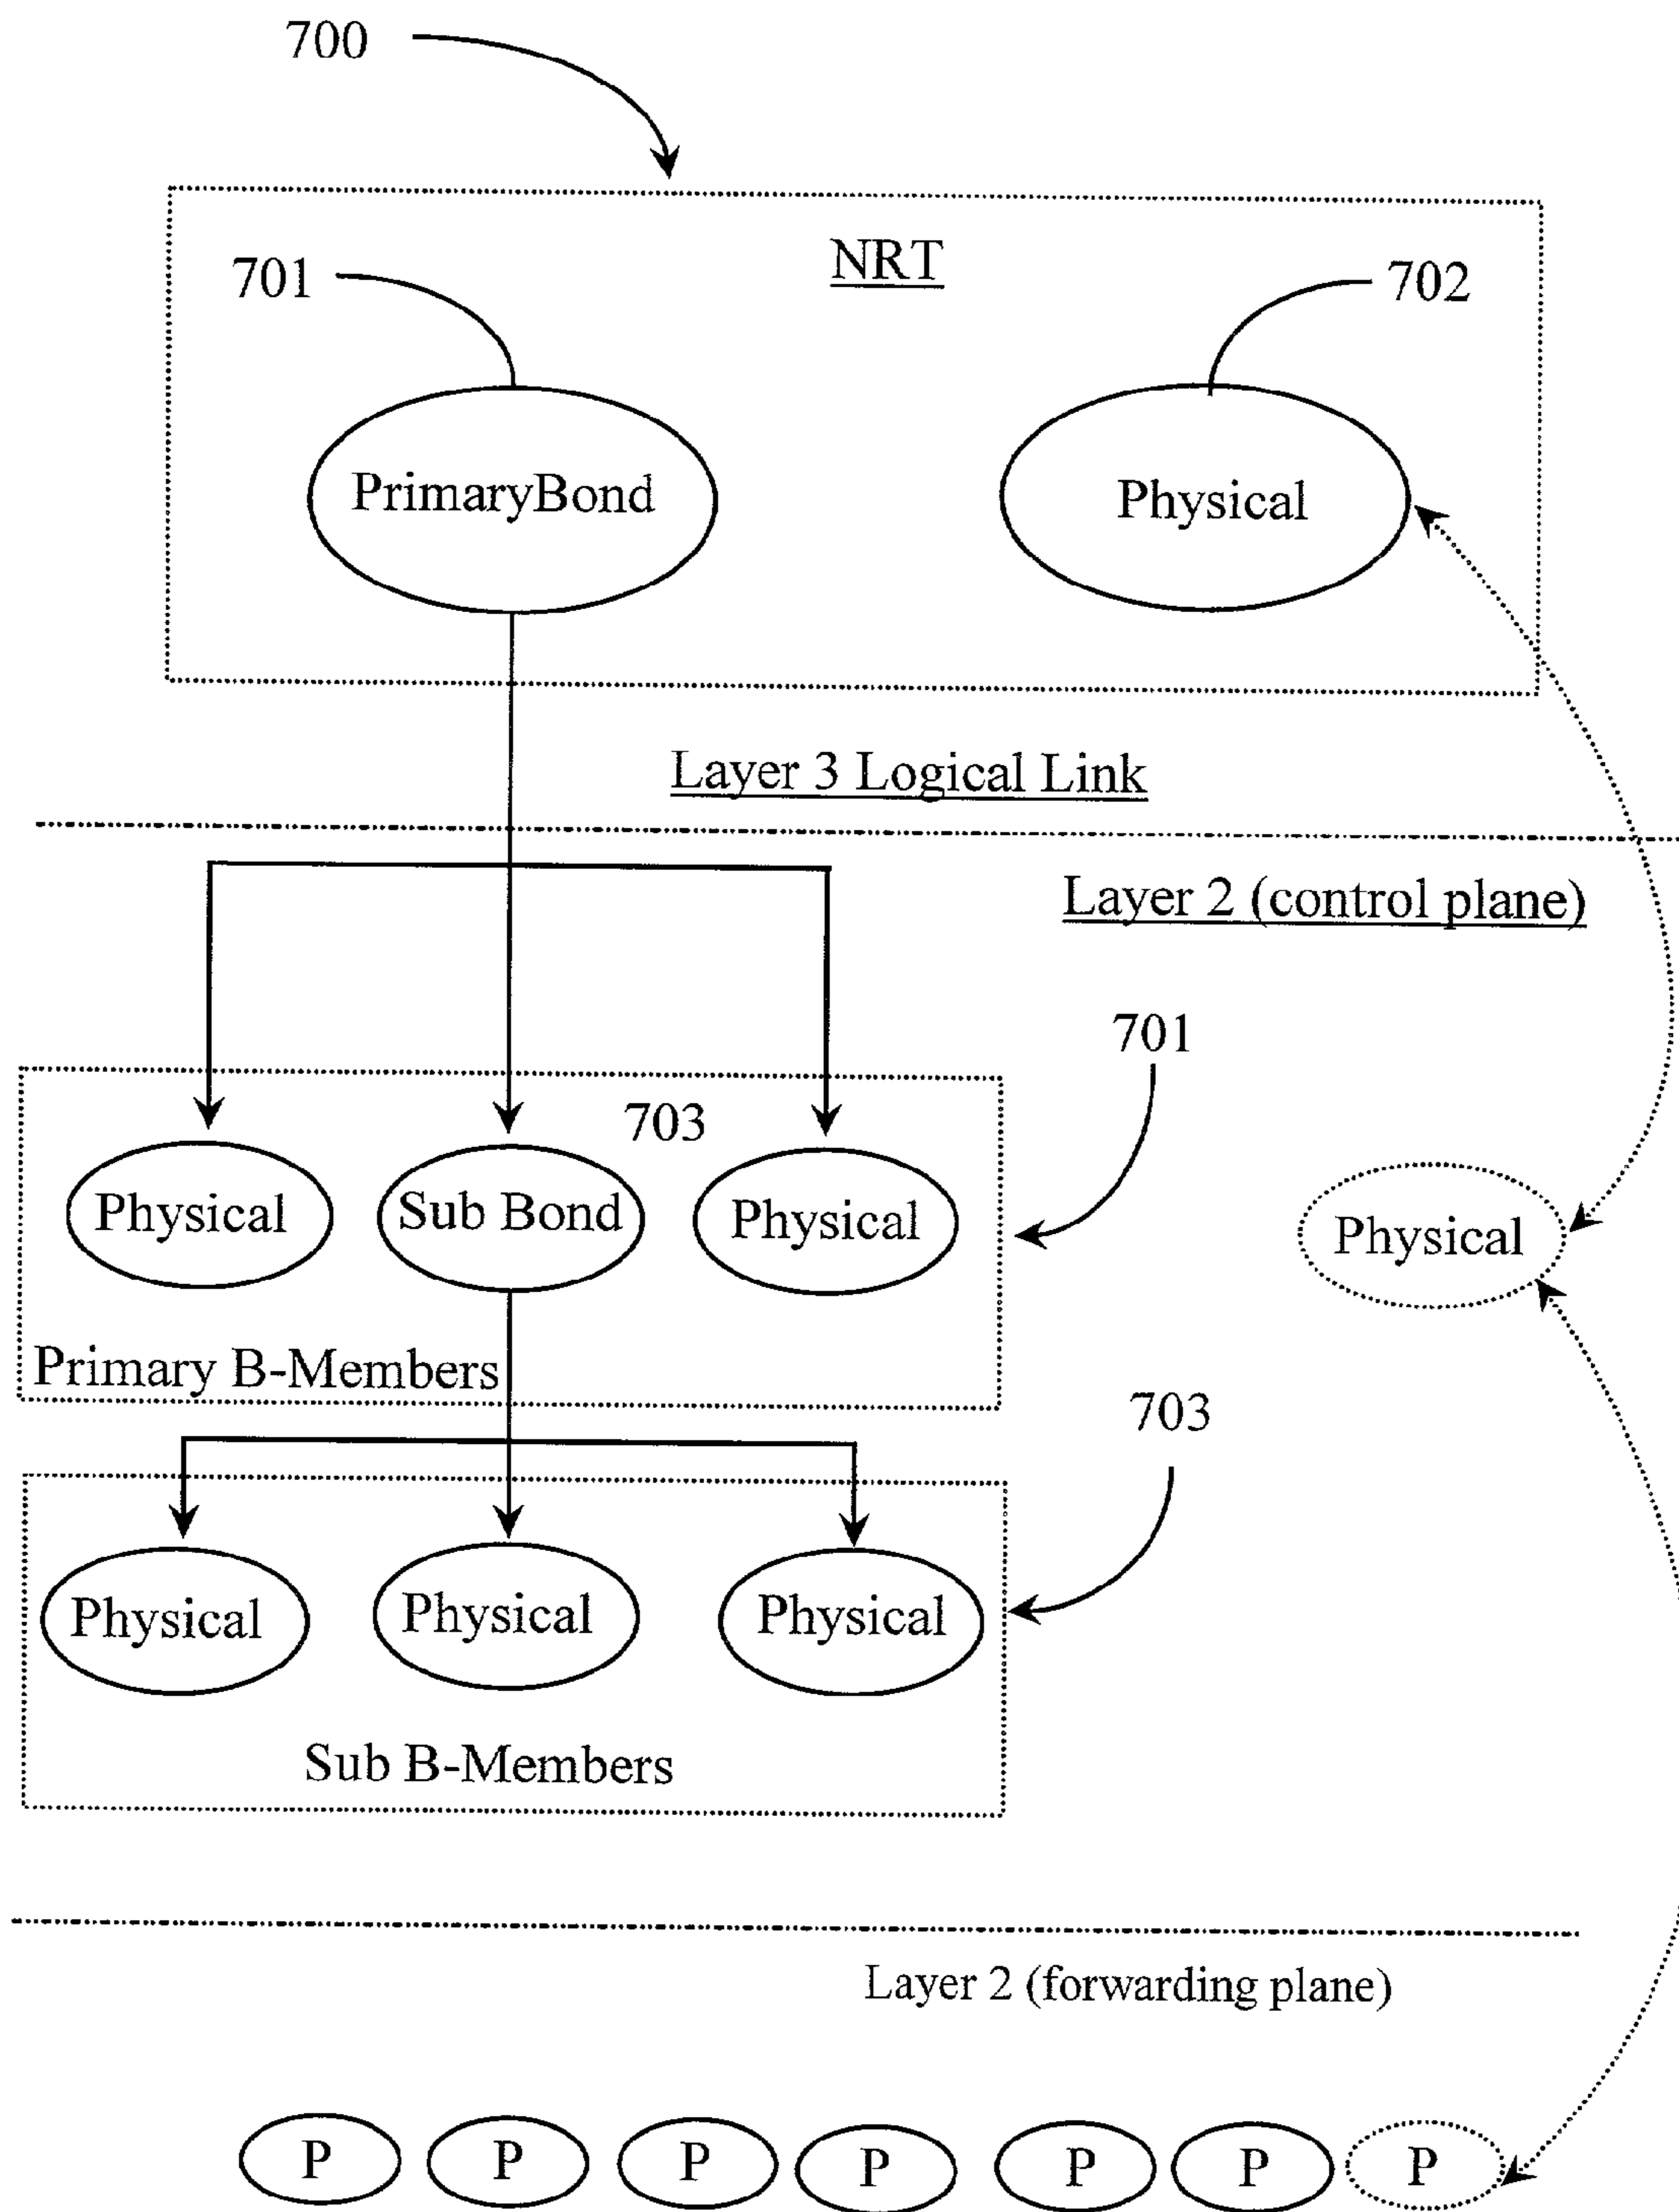 700
NRT
701
702
PrimaryBond
Physical
Layer 3 Logical Link
Layer 2 (control plane)
701
703
Physical
Sub Bond
Physical
Physical
Primary B-Members
703
Physical
Physical
Physical
Sub B-Members
Layer 2 (forwarding plane)
P P P P P P P